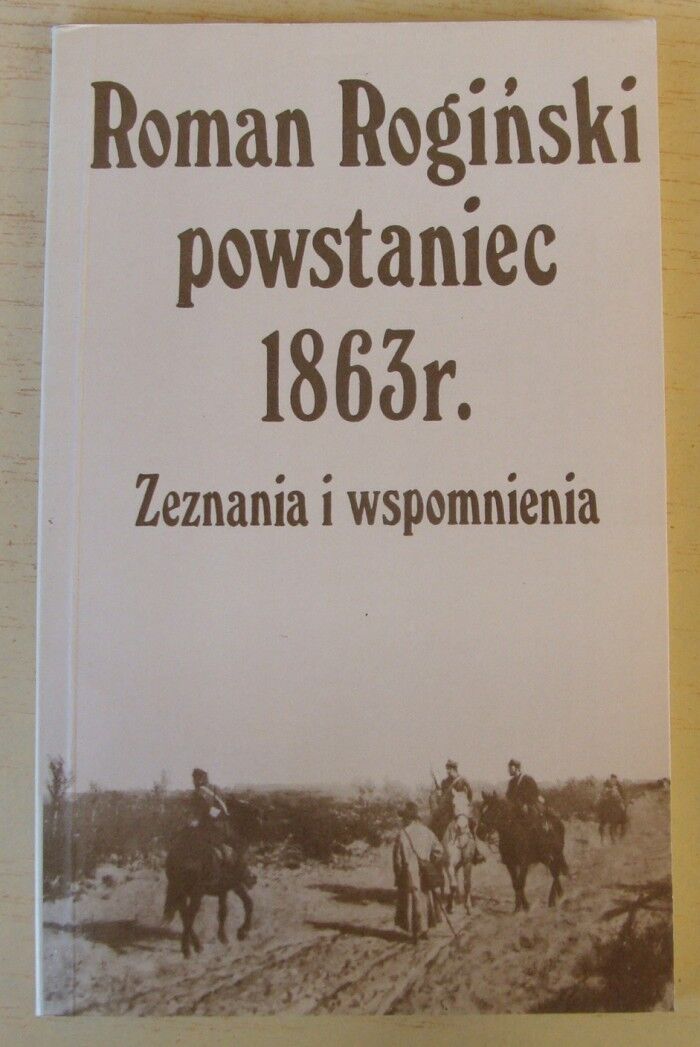 Roman Rogiński
powstaniec
1863r.
Zeznania i wspomnienia